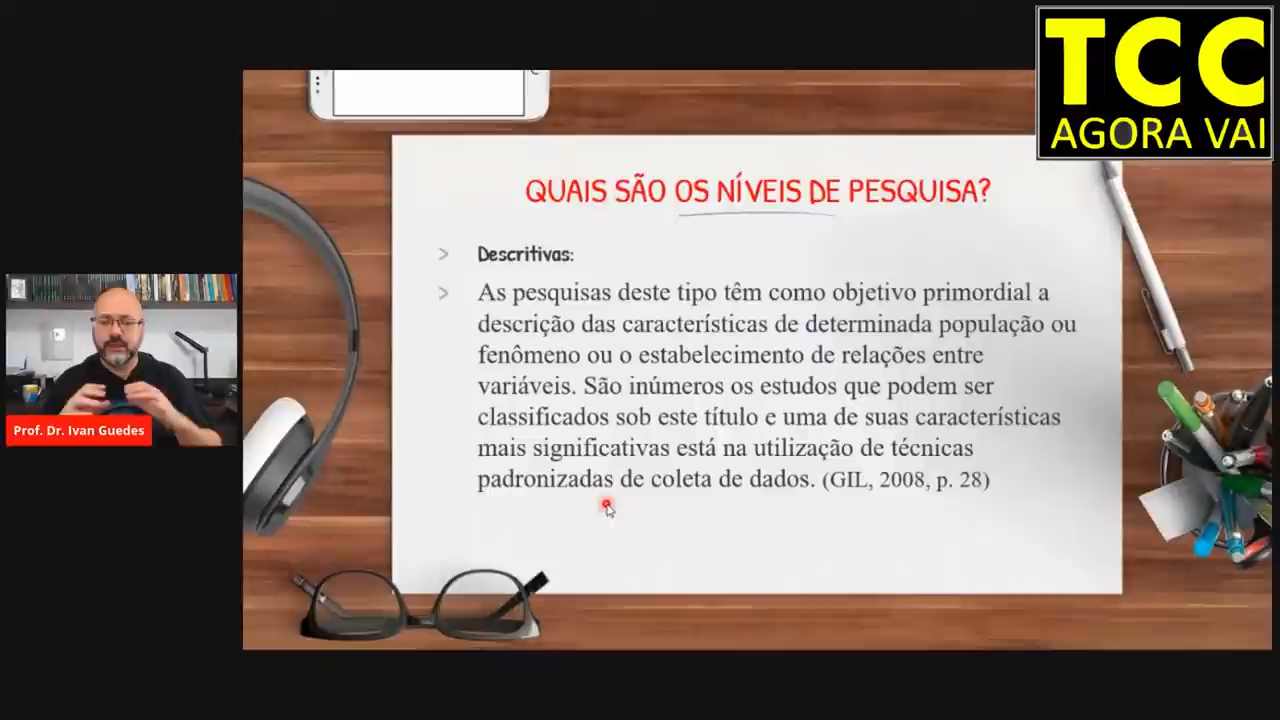 TCC
AGORA VAI
QUAIS SÃO OS NÍVEIS DE PESQUISA?
> Descritivas:
> As pesquisas deste tipo têm como objetivo primordial a
descrição das características de determinada população ou
fenômeno ou o estabelecimento de relações entre
variáveis. São inúmeros os estudos que podem ser
classificados sob este título e uma de suas características
mais significativas está na utilização de técnicas
padronizadas de coleta de dados. (GIL, 2008, p. 28)
Prof. Dr. Ivan Guedes